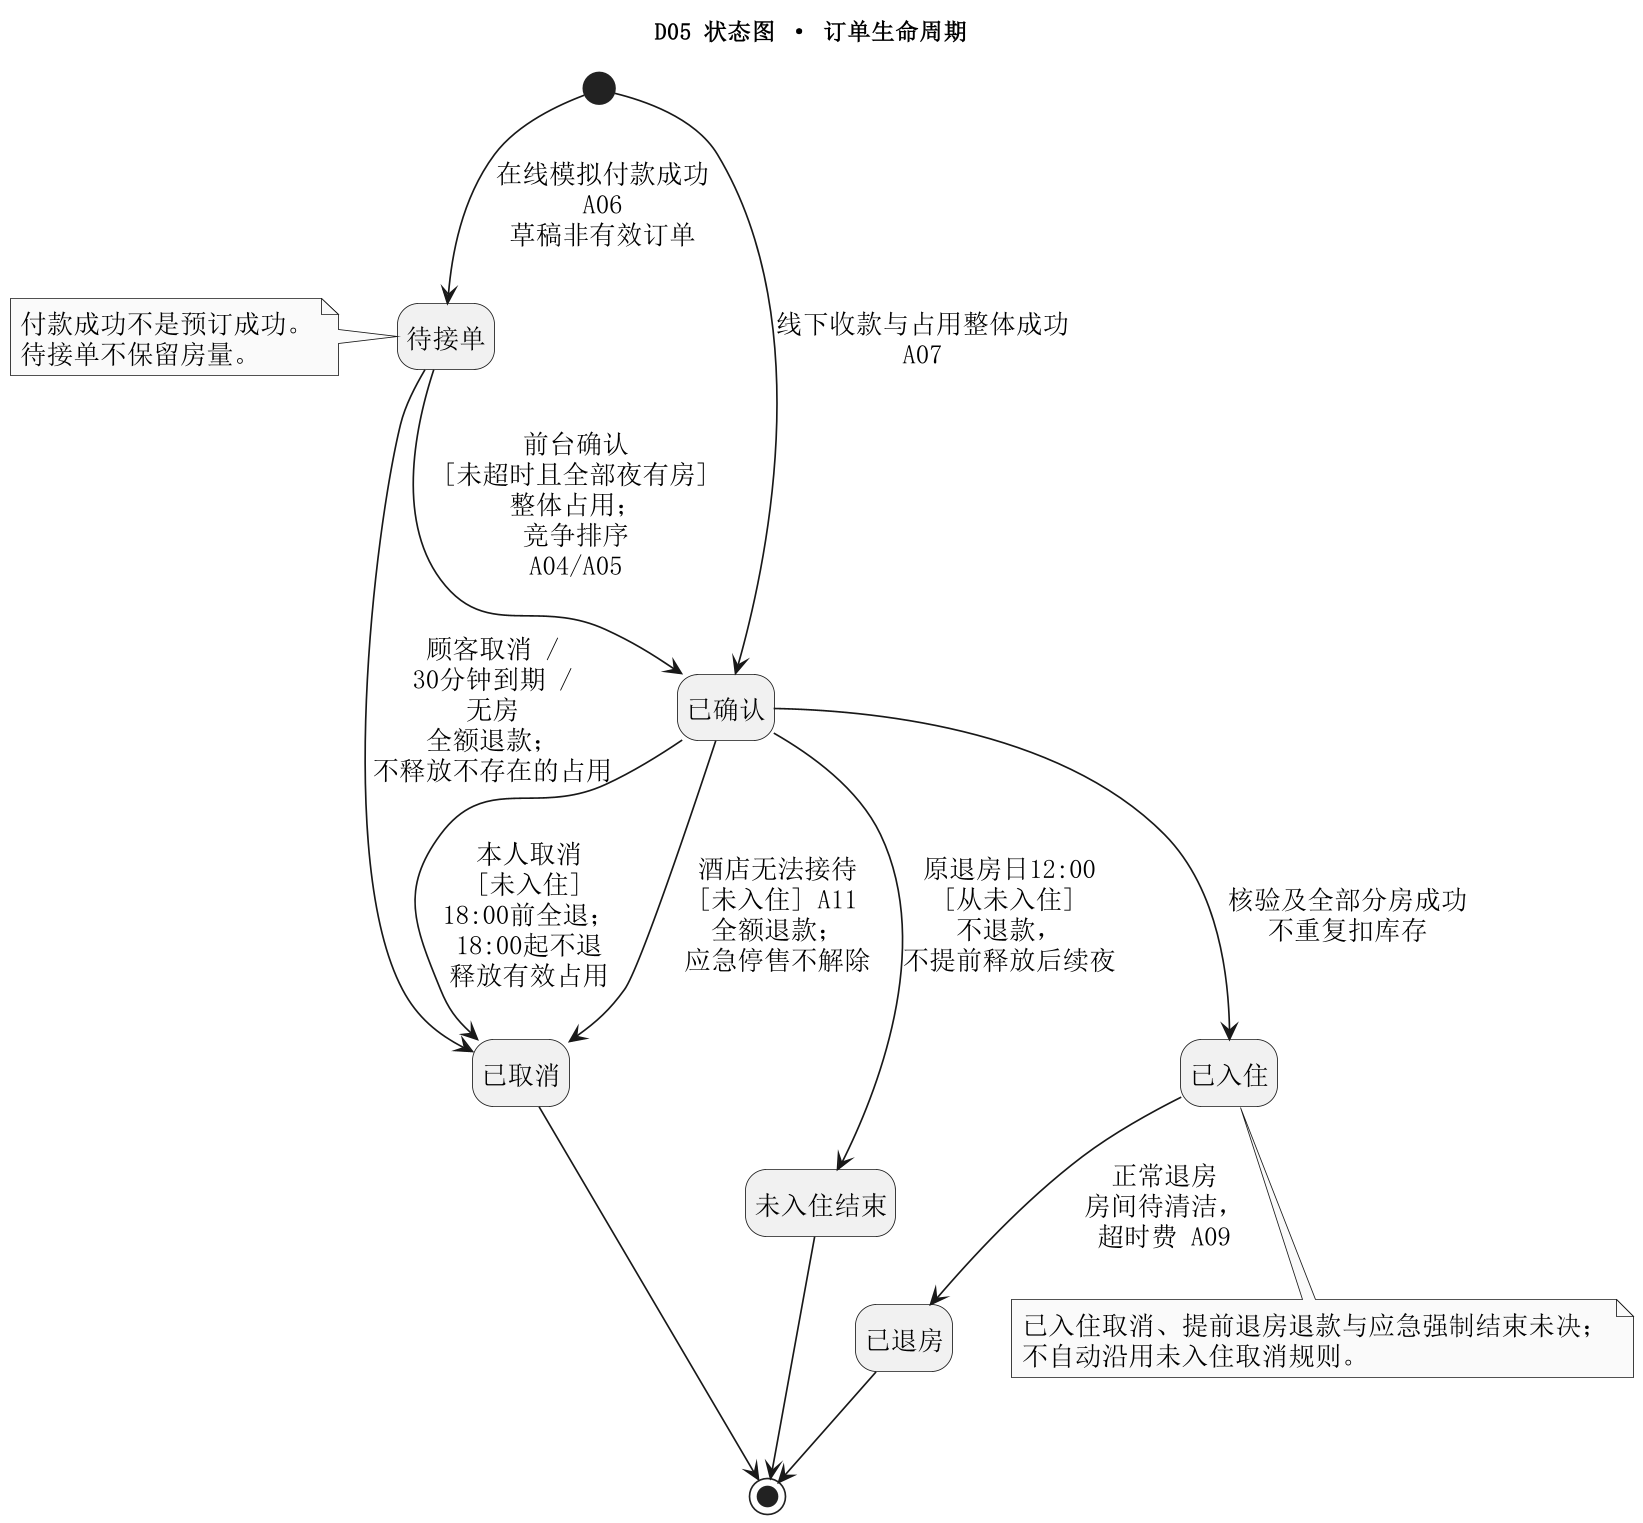 D05 状态图 • 订单生命周期
在线模拟付款成功
A06
草稿非有效订单
付款成功不是预订成功。
待接单不保留房量。
待接单
线下收款与占用整体成功
A07
前台确认
[未超时且全部夜有房]
整体占用；
竞争排序
A04/A05
顾客取消 /
30分钟到期 /
无房
全额退款；
不释放不存在的占用
已确认
本人取消
[未入住]
18:00前全退；
18:00起不退
释放有效占用
酒店无法接待
[未入住] A11
全额退款；
应急停售不解除
原退房日12:00
[从未入住]
不退款，
不提前释放后续夜
核验及全部分房成功
不重复扣库存
已取消
已入住
正常退房
房间待清洁，
超时费 A09
未入住结束
已退房
已入住取消、提前退房退款与应急强制结束未决；
不自动沿用未入住取消规则。